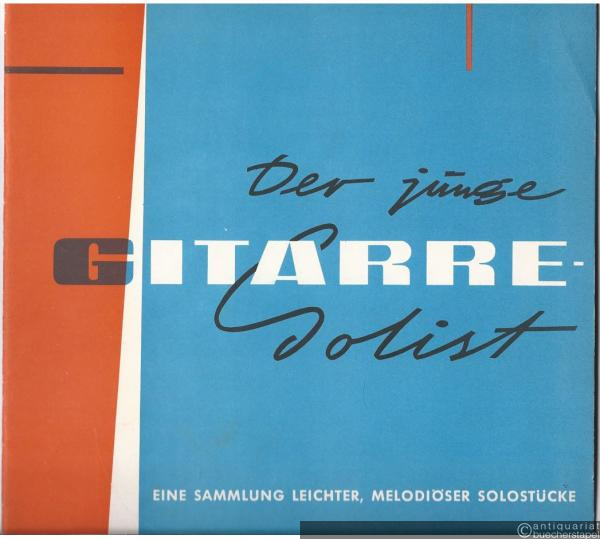 Der junge
GITARRE-
Solist
EINE SAMMLUNG LEICHTER, MELODIÖSER SOLOSTÜCKE
© antiquariat
buecherstapel